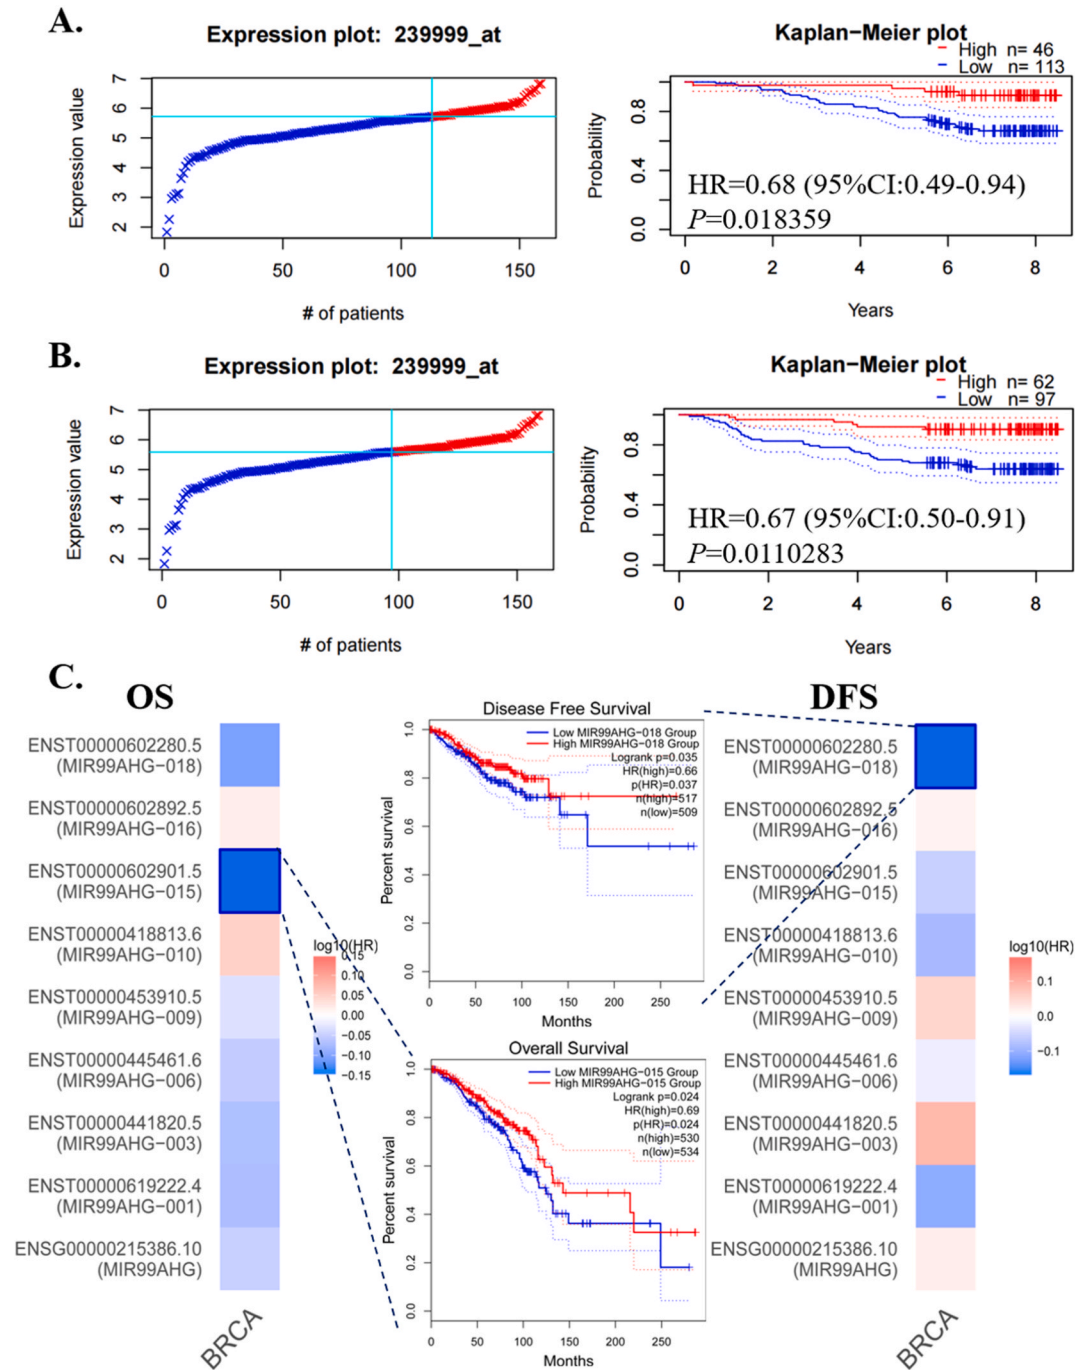 A.
Expression plot: 239999_at
Expression value
7
6
5
4
3
2
0
50
100
150
# of patients
Kaplan−Meier plot
High n= 46
Low n= 113
Probability
0.8
0.4
0.0
HR=0.68 (95%CI:0.49-0.94)
P=0.018359
0
2
4
6
8
Years
B.
Expression plot: 239999_at
Expression value
7
6
5
4
3
2
0
50
100
150
# of patients
Kaplan−Meier plot
High n= 62
Low n= 97
Probability
0.8
0.4
0.0
HR=0.67 (95%CI:0.50-0.91)
P=0.0110283
0
2
4
6
8
Years
C.
OS
ENST00000602280.5
(MIR99AHG−018)
ENST00000602892.5
(MIR99AHG−016)
ENST00000602901.5
(MIR99AHG−015)
ENST00000418813.6
(MIR99AHG−010)
ENST00000453910.5
(MIR99AHG−009)
ENST00000445461.6
(MIR99AHG−006)
ENST00000441820.5
(MIR99AHG−003)
ENST00000619222.4
(MIR99AHG−001)
ENSG00000215386.10
(MIR99AHG)
BRCA
log10(HR)
0.15
0.10
0.05
0.00
−0.05
−0.10
−0.15
Disease Free Survival
Low MIR99AHG−018 Group
High MIR99AHG−018 Group
Logrank p=0.035
HR(high)=0.66
p(HR)=0.037
n(high)=517
n(low)=509
Percent survival
1.0
0.8
0.6
0.4
0.2
0.0
0
50
100
150
200
250
Months
Overall Survival
Low MIR99AHG−015 Group
High MIR99AHG−015 Group
Logrank p=0.024
HR(high)=0.69
p(HR)=0.024
n(high)=530
n(low)=534
Percent survival
1.0
0.8
0.6
0.4
0.2
0.0
0
50
100
150
200
250
Months
DFS
ENST00000602280.5
(MIR99AHG−018)
ENST00000602892.5
(MIR99AHG−016)
ENST00000602901.5
(MIR99AHG−015)
ENST00000418813.6
(MIR99AHG−010)
ENST00000453910.5
(MIR99AHG−009)
ENST00000445461.6
(MIR99AHG−006)
ENST00000441820.5
(MIR99AHG−003)
ENST00000619222.4
(MIR99AHG−001)
ENSG00000215386.10
(MIR99AHG)
BRCA
log10(HR)
0.1
0.0
−0.1